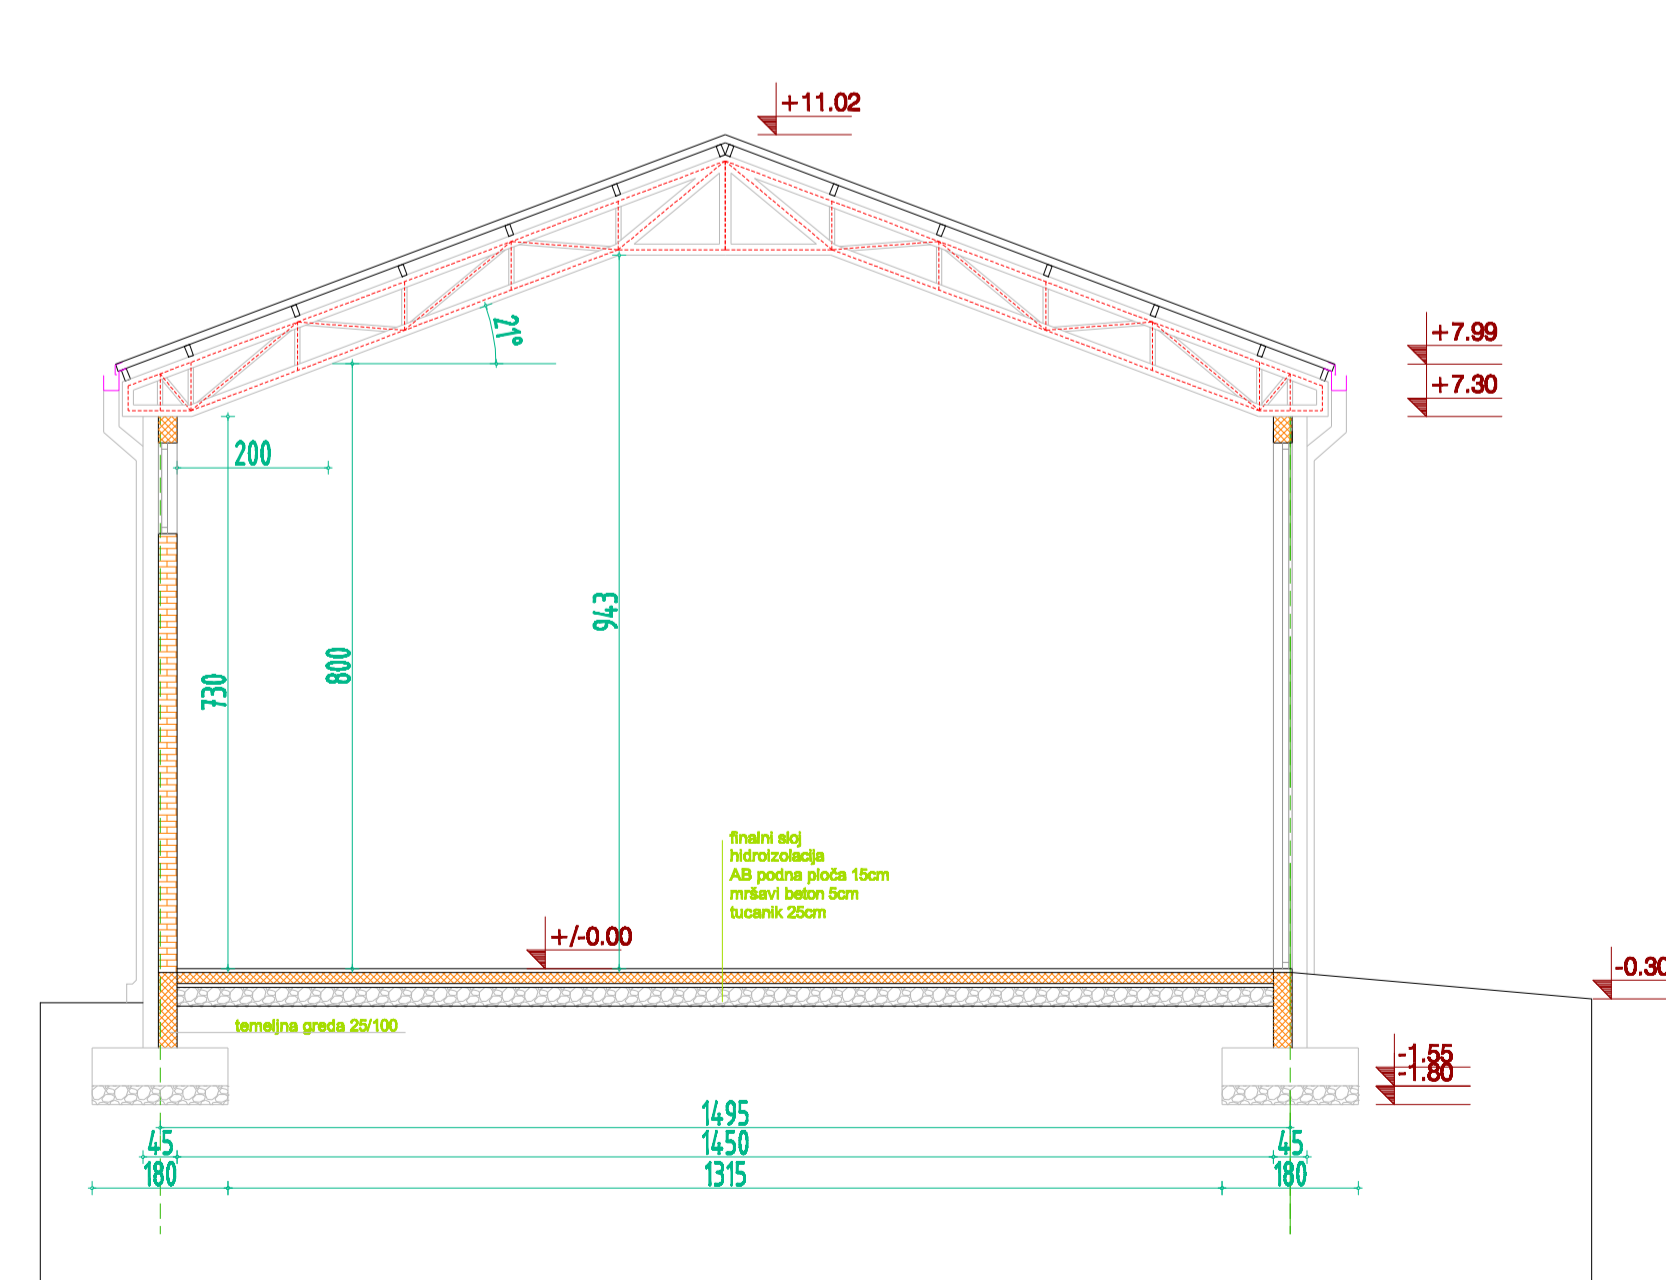 +11.02
+7.99
+7.30
21°
200
943
800
730
finalni sloj
hidroizolacija
AB podna ploča 15cm
mršavi beton 5cm
tucanik 25cm
+/-0.00
-0.30
temeljna greda 25/100
-1.55
-1.80
1495
45 1450 45
180 1315 180